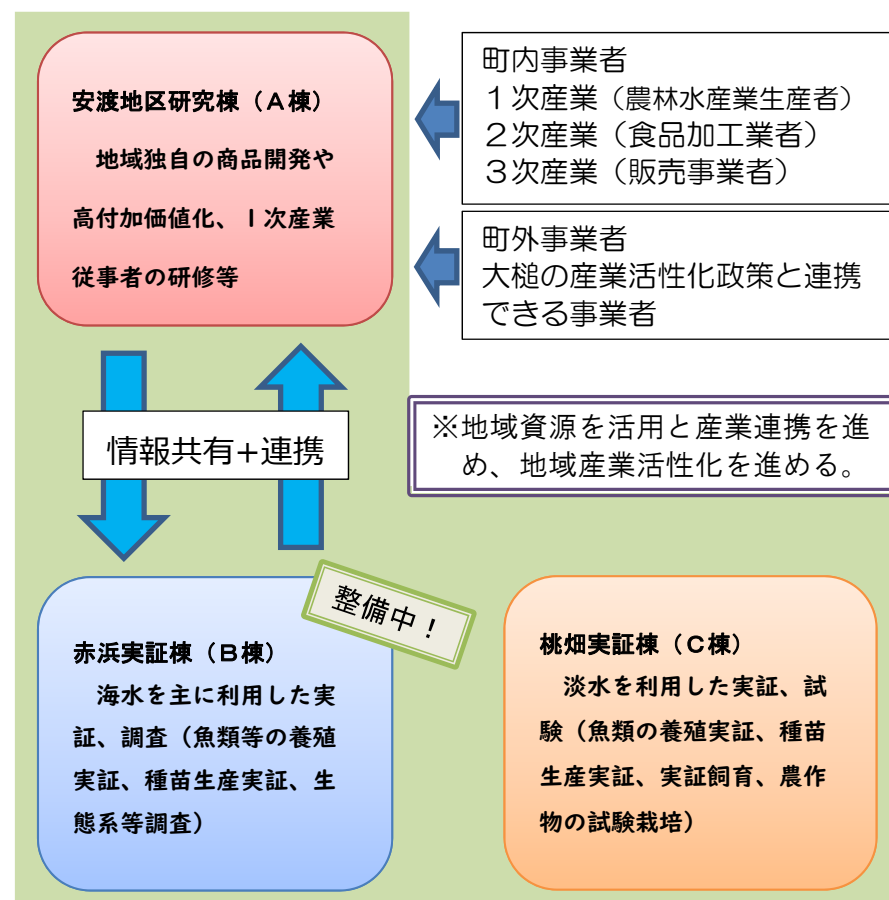 安渡地区研究棟（A棟）
地域独自の商品開発や
高付加価値化、1次産業
従事者の研修等
町内事業者
１次産業（農林水産業生産者）
２次産業（食品加工業者）
３次産業（販売事業者）
町外事業者
大槌の産業活性化政策と連携
できる事業者
情報共有+連携
※地域資源を活用と産業連携を進
め、地域産業活性化を進める。
整備中！
赤浜実証棟（B棟）
海水を主に利用した実
証、調査（魚類等の養殖
実証、種苗生産実証、生
態系等調査）
桃畑実証棟（C棟）
淡水を利用した実証、試
験（魚類の養殖実証、種苗
生産実証、実証飼育、農作
物の試験栽培）